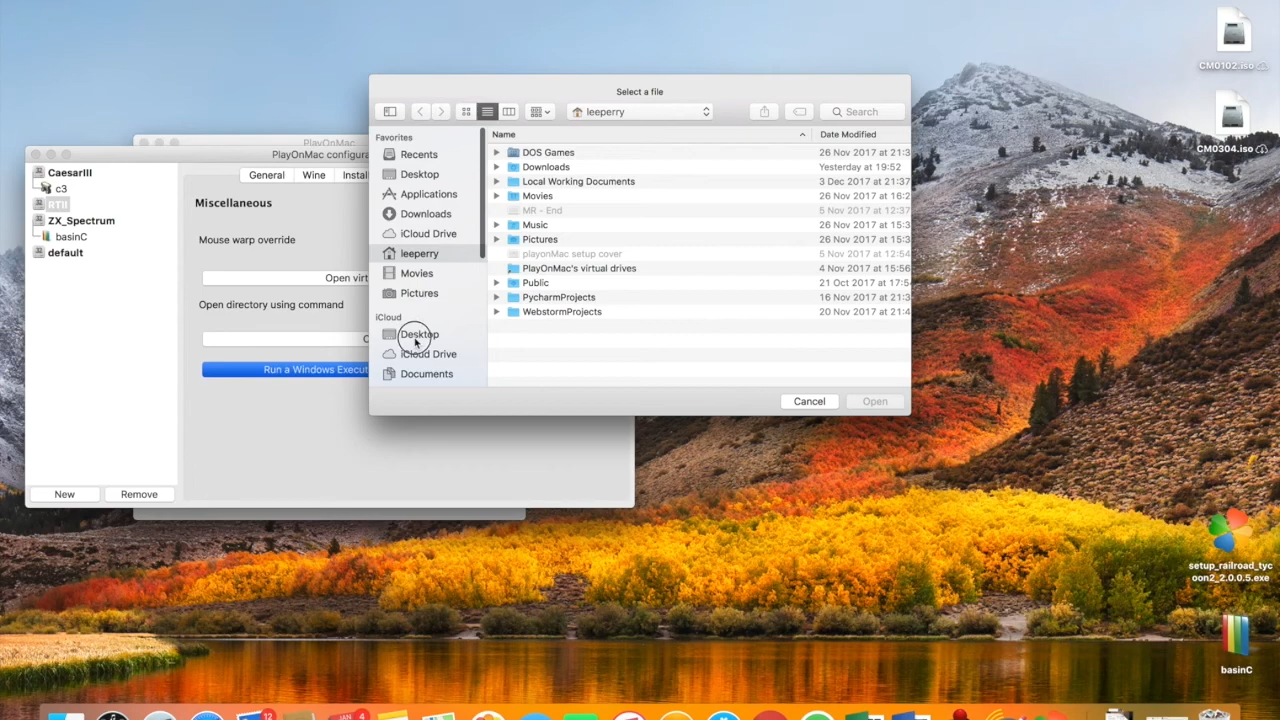 CM0102.iso
CM0304.iso
setup_railroad_tyc
oon2_2.0.0.5.exe
basinC
PlayOnMac
PlayOnMac configura
CaesarIII
c3
RTII
ZX_Spectrum
basinC
default
New
Remove
General
Wine
Instal
Miscellaneous
Mouse warp override
Open virt
Open directory using command
Run a Windows Execut
Select a file
leeperry
Search
Favorites
Recents
Desktop
Applications
Downloads
iCloud Drive
leeperry
Movies
Pictures
iCloud
Desktop
iCloud Drive
Documents
Name
Date Modified
DOS Games
26 Nov 2017 at 21:3
Downloads
Yesterday at 19:52
Local Working Documents
3 Dec 2017 at 21:37
Movies
26 Nov 2017 at 16:2
MR - End
5 Nov 2017 at 12:37
Music
26 Nov 2017 at 15:3
Pictures
26 Nov 2017 at 15:3
playonMac setup cover
5 Nov 2017 at 12:54
PlayOnMac's virtual drives
4 Nov 2017 at 15:56
Public
21 Oct 2017 at 17:5
PycharmProjects
16 Nov 2017 at 21:3
WebstormProjects
20 Nov 2017 at 21:4
Cancel
Open
12
JAN
4